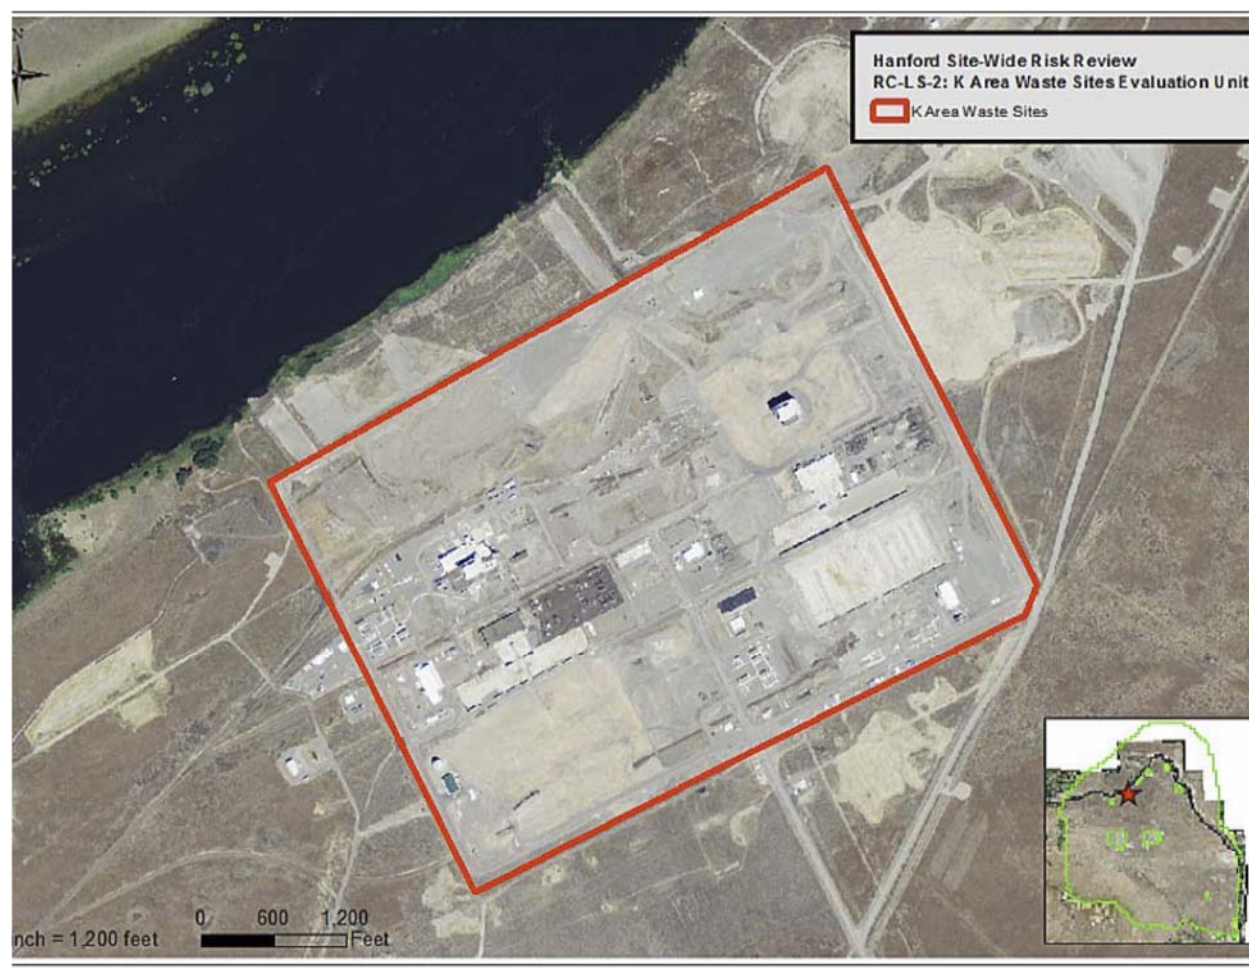 N
Hanford Site-Wide Risk Review
RC-LS-2: K Area Waste Sites Evaluation Unit
K Area Waste Sites
0 600 1,200
Feet
nch = 1,200 feet